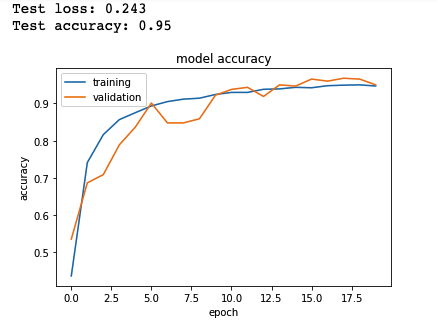 Test loss: 0.243
Test accuracy: 0.95
model accuracy
training
validation
accuracy
0.9
0.8
0.7
0.6
0.5
0.0 2.5 5.0 7.5 10.0 12.5 15.0 17.5
epoch